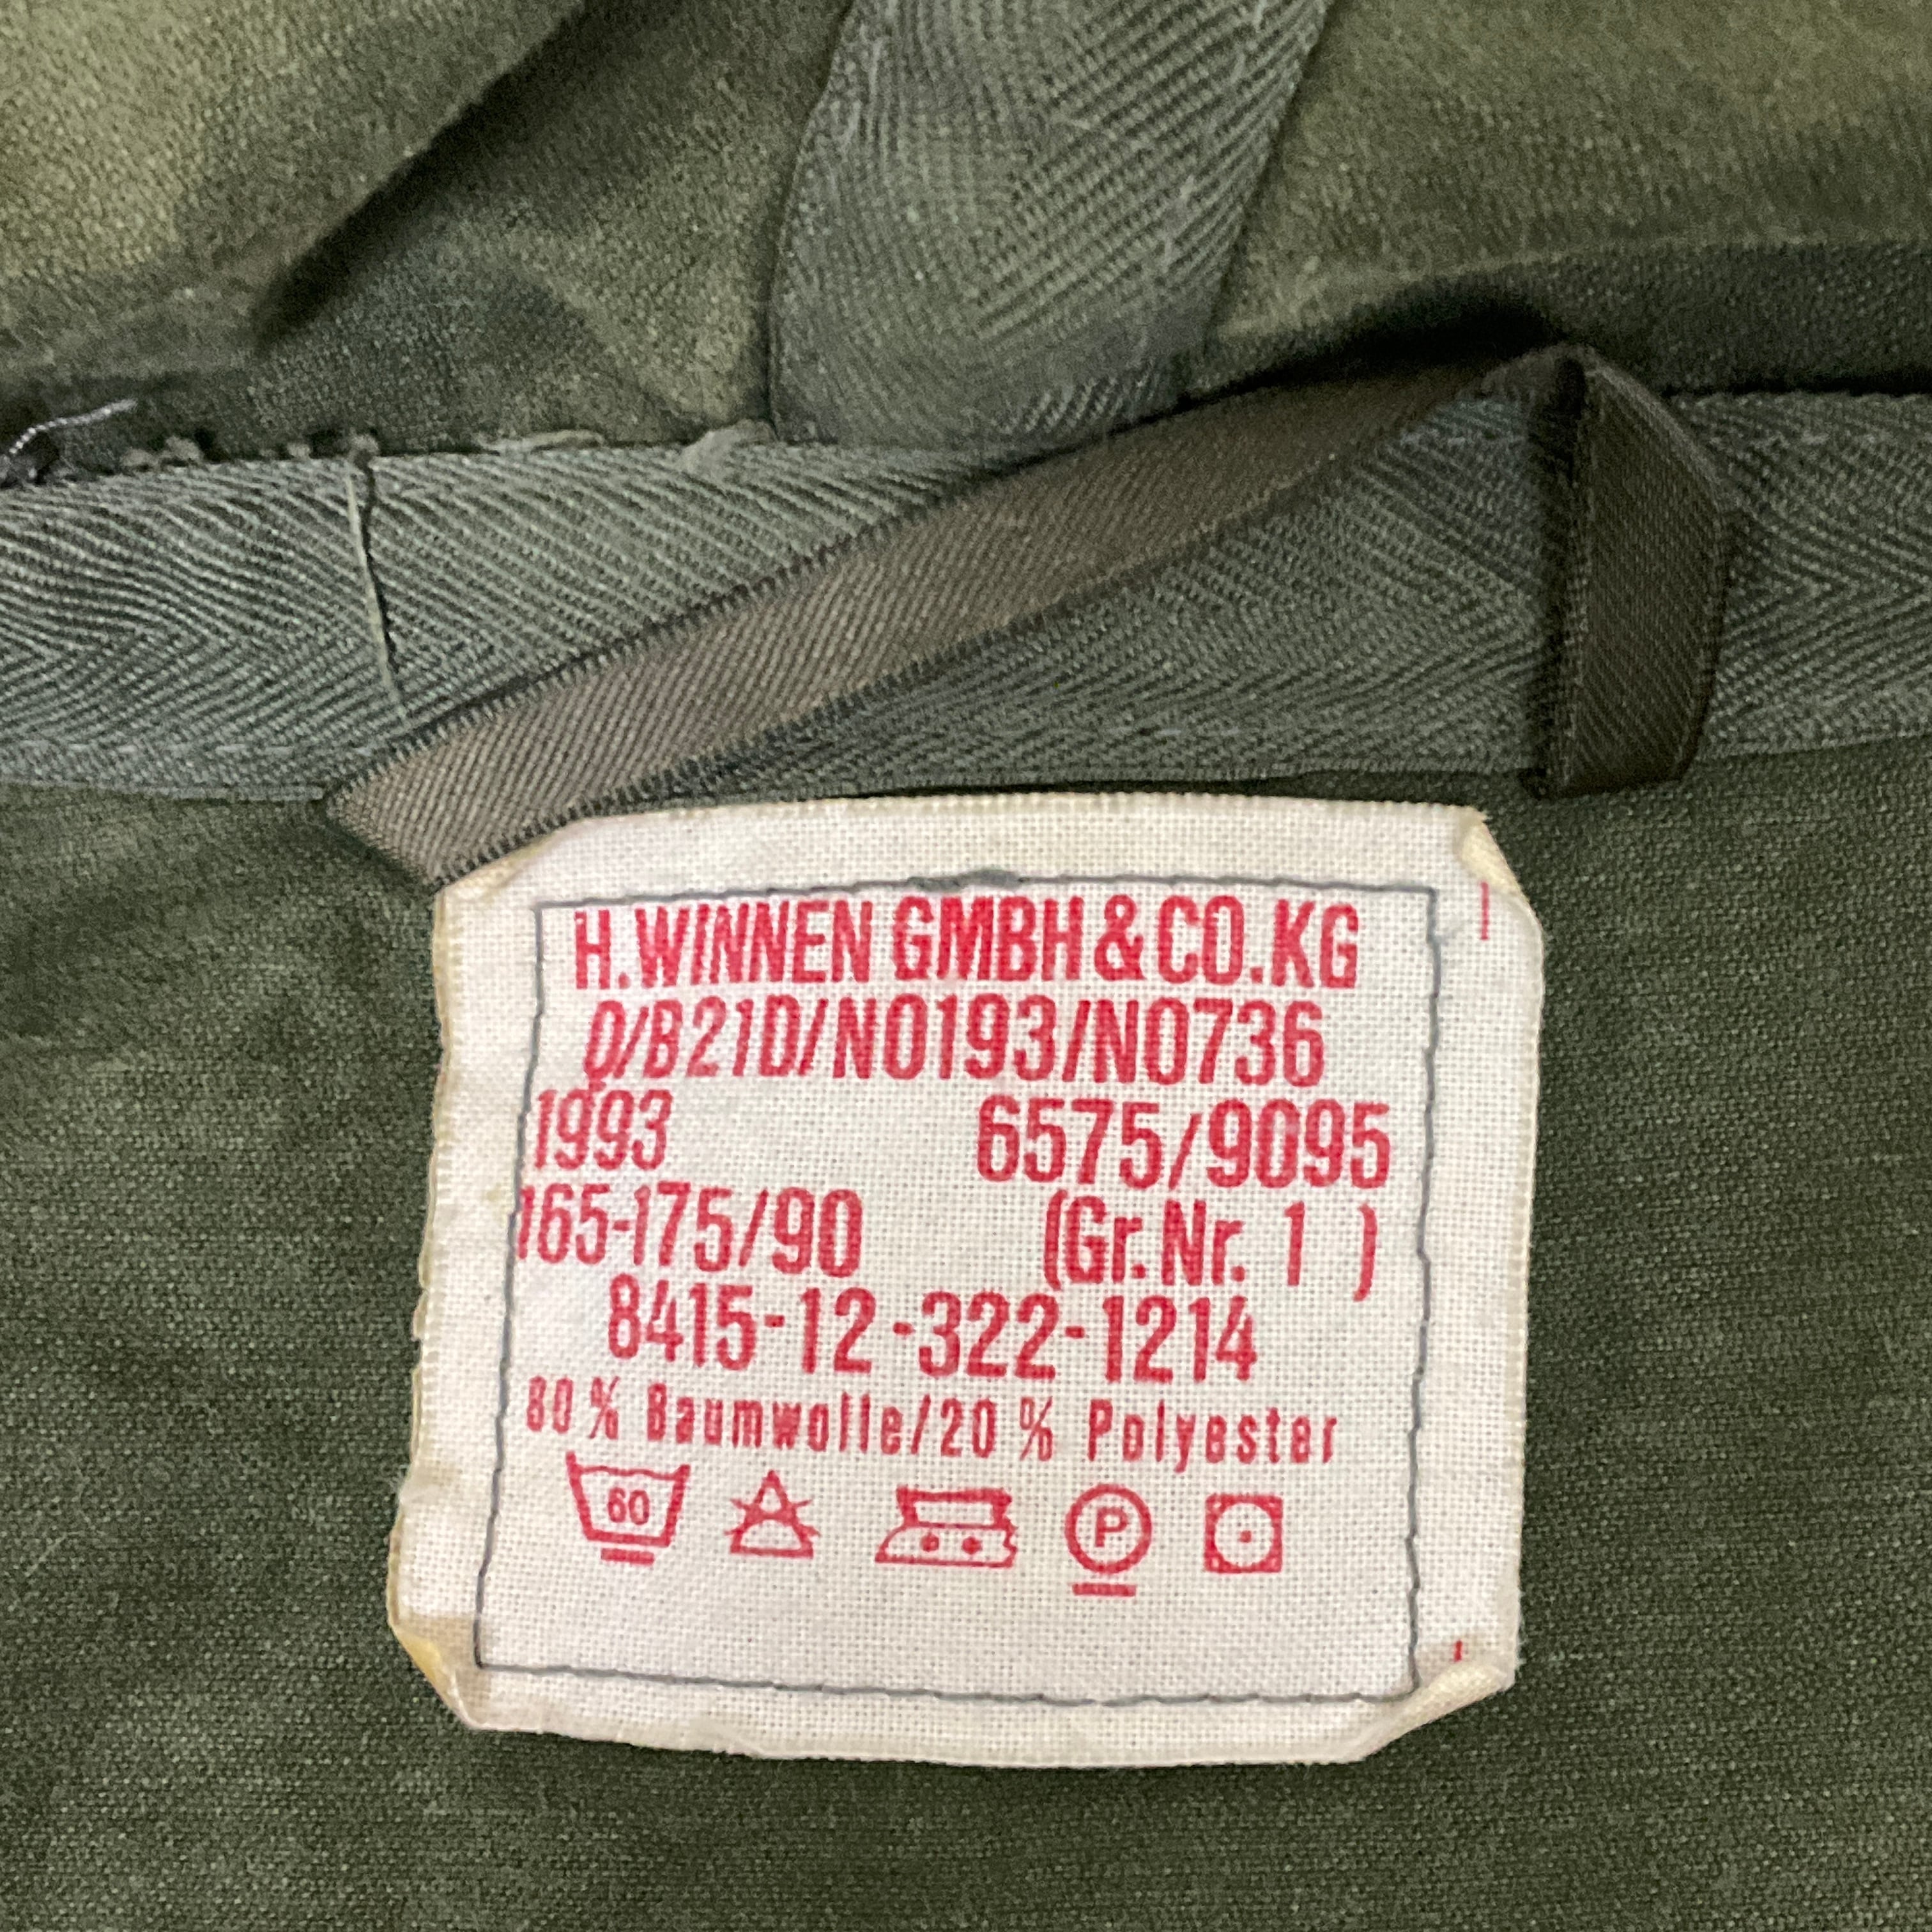 H.WINNEN GMBH & CO.KG
Q/B21D/N0193/N0736
1993 6575/9095
165-175/90 (Gr.Nr. 1 )
8415-12-322-1214
80 % Baumwolle/20 % Polyester
60 P